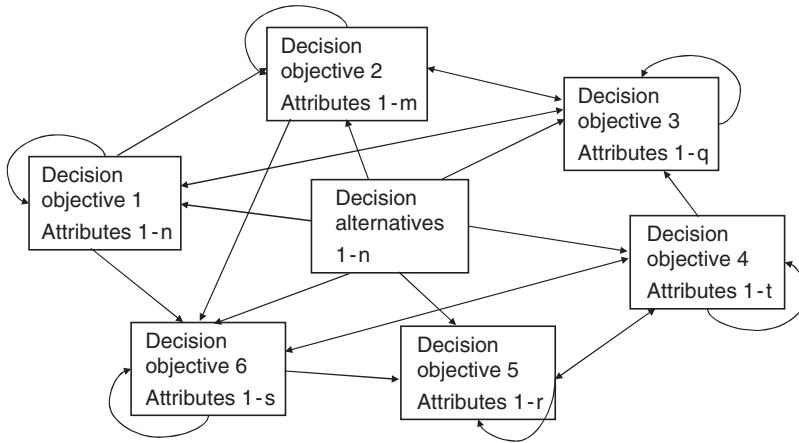 Decision
objective 2
Attributes 1-m
Decision
objective 3
Attributes 1-q
Decision
objective 1
Attributes 1-n
Decision
alternatives
1-n
Decision
objective 4
Attributes 1-t
Decision
objective 6
Attributes 1-s
Decision
objective 5
Attributes 1-r